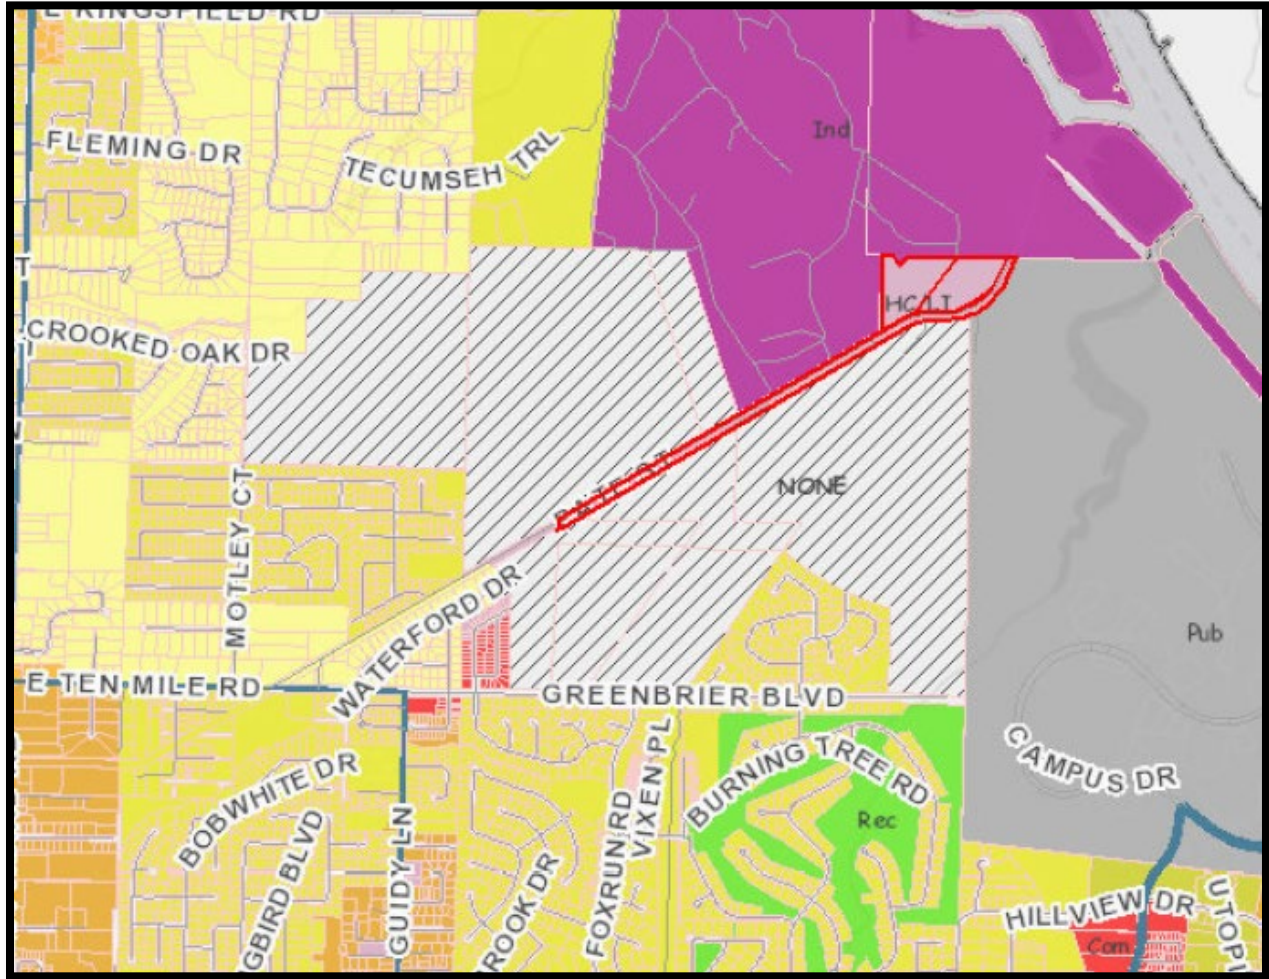 E KINGSFIELD RD
Ind
FLEMING DR
TECUMSEH TRL
HC/LI
CROOKED OAK DR
NONE
MOTLEY CT
WATERFORD DR
Pub
E TEN MILE RD
GREENBRIER BLVD
CAMPUS DR
BURNING TREE RD
VIXEN PL
BOBWHITE DR
Rec
FOXRUN RD
GUIDY LN
GBIRD BLVD
ROOK DR
HILLVIEW DR
UTOPI
Com